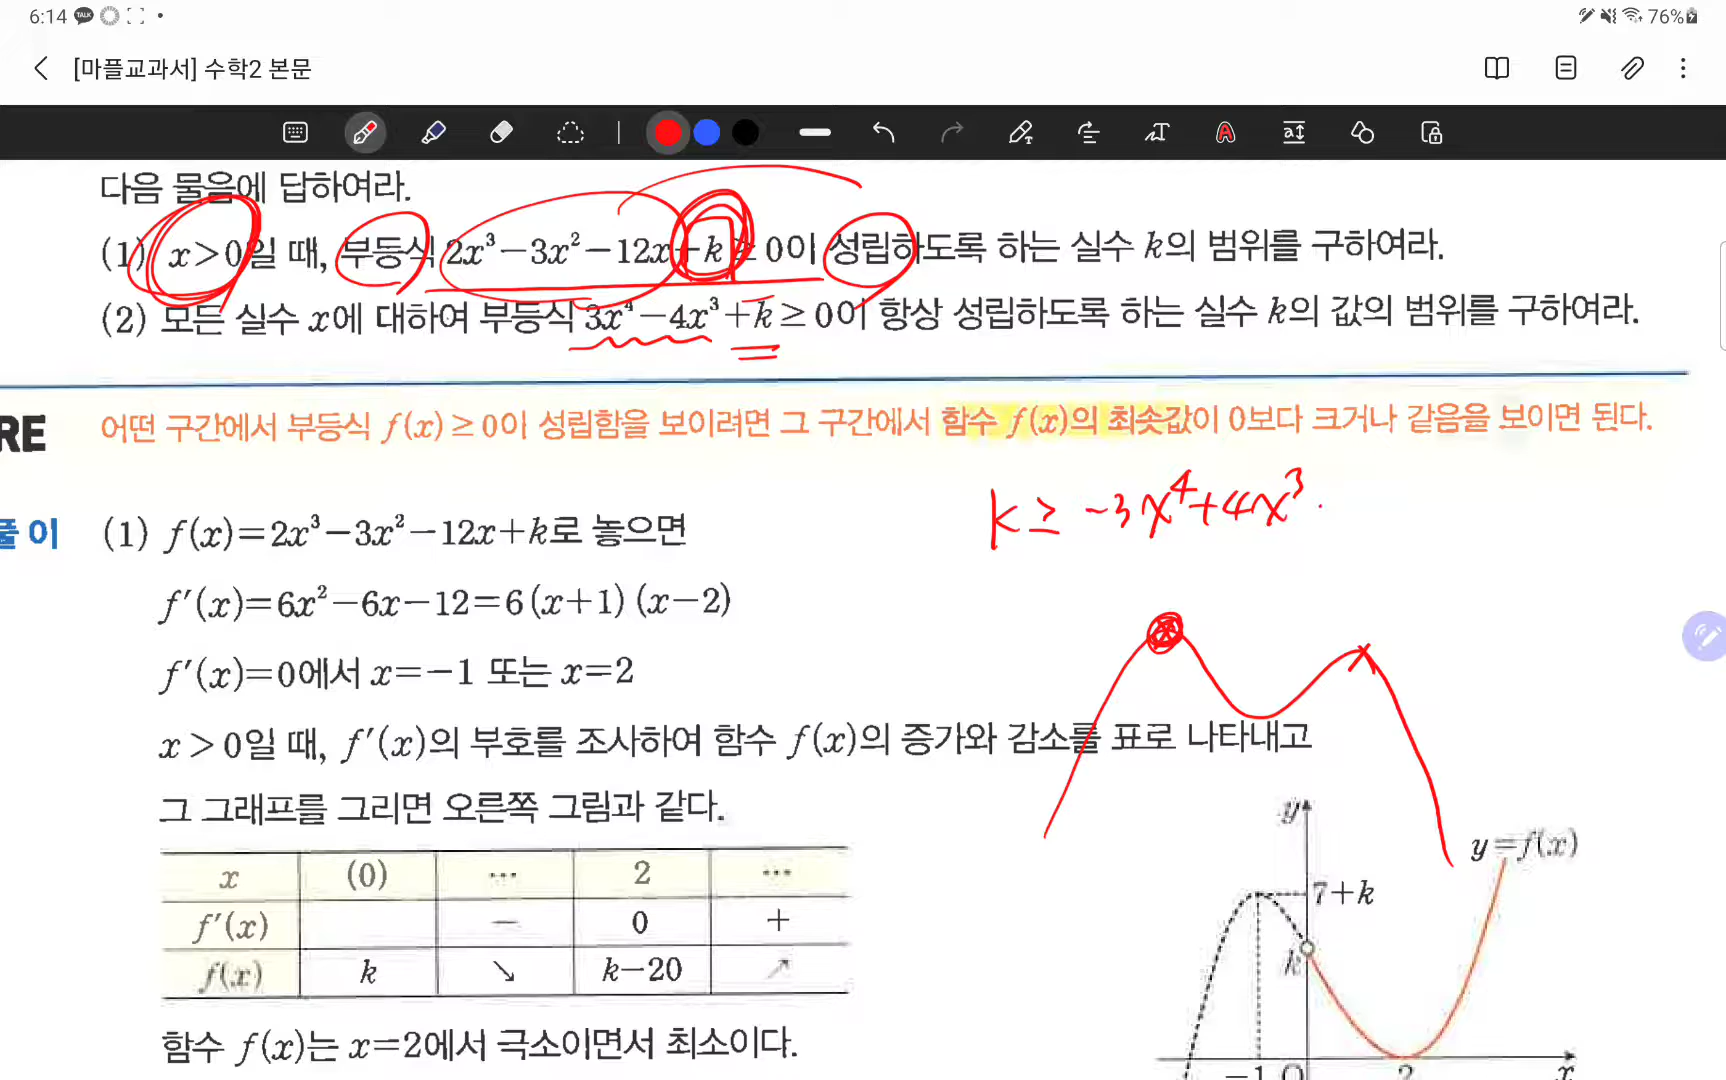 6:14 TALK 76%
[마플교과서] 수학2 본문
다음 물음에 답하여라.
(1) x>0일 때, 부등식 2x³−3x²−12x+k≥0이 성립하도록 하는 실수 k의 범위를 구하여라.
(2) 모든 실수 x에 대하여 부등식 3x⁴−4x³+k≥0이 항상 성립하도록 하는 실수 k의 값의 범위를 구하여라.
RE 어떤 구간에서 부등식 f(x)≥0이 성립함을 보이려면 그 구간에서 함수 f(x)의 최솟값이 0보다 크거나 같음을 보이면 된다.
k≥−3x⁴+4x³
풀이 (1) f(x)=2x³−3x²−12x+k로 놓으면
f′(x)=6x²−6x−12=6(x+1)(x−2)
f′(x)=0에서 x=−1 또는 x=2
x>0일 때, f′(x)의 부호를 조사하여 함수 f(x)의 증가와 감소를 표로 나타내고
그 그래프를 그리면 오른쪽 그림과 같다.
x (0) ⋯ 2 ⋯
f′(x) − 0 +
f(x) k ↘ k−20 ↗
함수 f(x)는 x=2에서 극소이면서 최소이다.
y
y=f(x)
7+k
k
−1 O 2 x